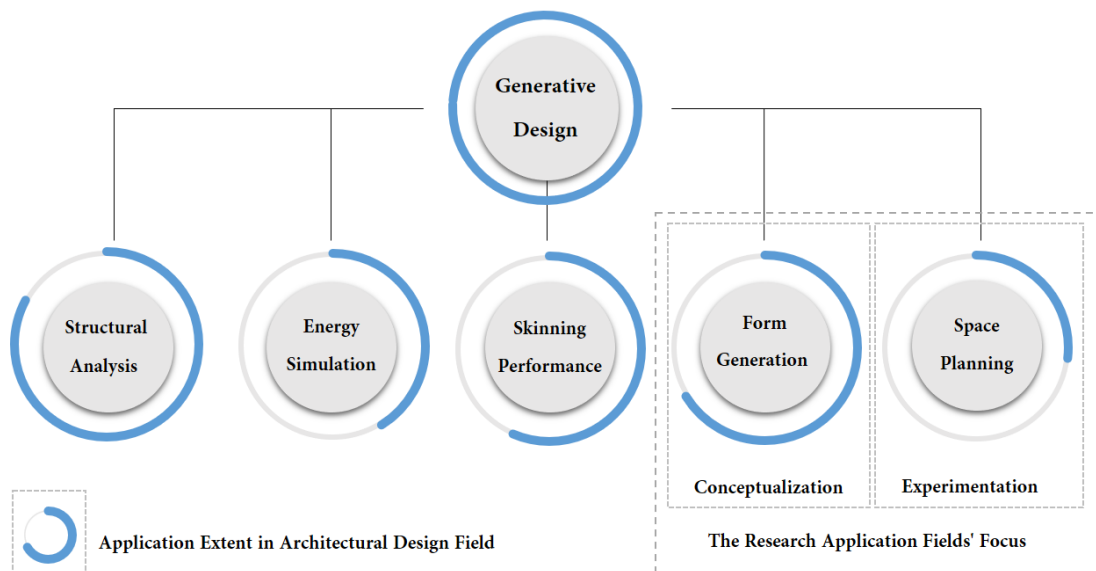 Generative
Design
Structural
Analysis
Energy
Simulation
Skinning
Performance
Form
Generation
Space
Planning
Conceptualization
Experimentation
Application Extent in Architectural Design Field
The Research Application Fields' Focus